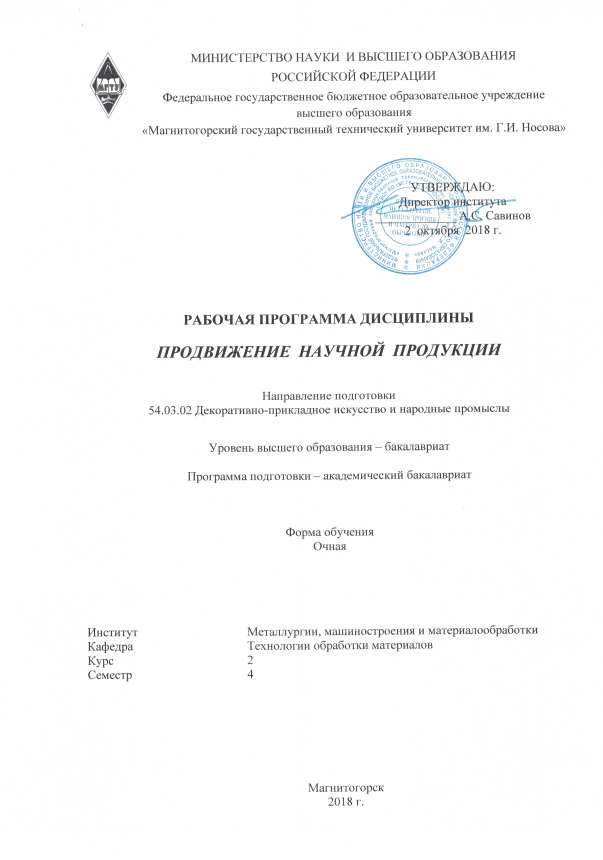 МИНИСТЕРСТВО НАУКИ И ВЫСШЕГО ОБРАЗОВАНИЯ
РОССИЙСКОЙ ФЕДЕРАЦИИ
Федеральное государственное бюджетное образовательное учреждение
высшего образования
«Магнитогорский государственный технический университет им. Г.И. Носова»
УТВЕРЖДАЮ:
Директор института
А.С. Савинов
2 октября 2018 г.
РАБОЧАЯ ПРОГРАММА ДИСЦИПЛИНЫ
ПРОДВИЖЕНИЕ НАУЧНОЙ ПРОДУКЦИИ
Направление подготовки
54.03.02 Декоративно-прикладное искусство и народные промыслы
Уровень высшего образования – бакалавриат
Программа подготовки – академический бакалавриат
Форма обучения
Очная
Институт Металлургии, машиностроения и материалообработки
Кафедра Технологии обработки материалов
Курс 2
Семестр 4
Магнитогорск
2018 г.